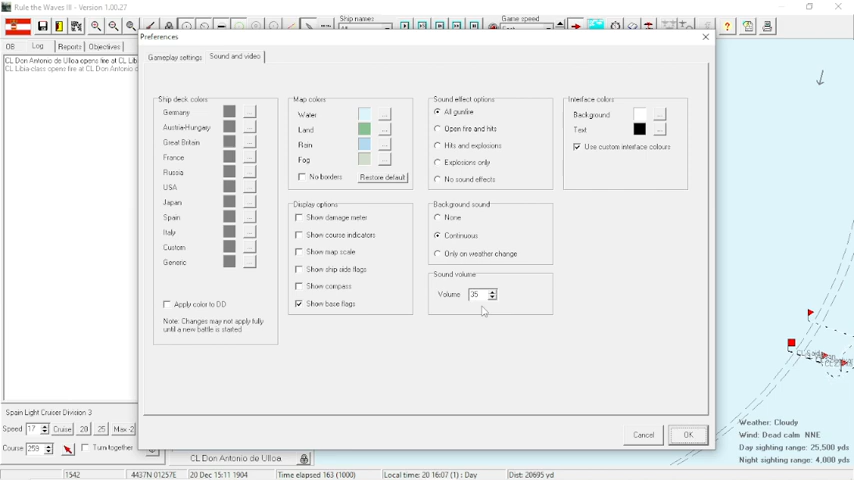 Rule the Waves III - Version 1.00.27
Ship name:
Game speed
OB Log Reports Objectives
CL Don Antonio de Ulloa opens fire at CL Lib
CL Libia-class opens fire at CL Don Antonio d
Preferences
Gameplay settings Sound and video
Ship deck colors
Germany ...
Austria-Hungary ...
Great Britain ...
France ...
Russia ...
USA ...
Japan ...
Spain ...
Italy ...
Custom ...
Generic ...
Apply color to DD
Note: Changes may not apply fully
until a new battle is started
Map colors
Water ...
Land ...
Rain ...
Fog ...
No borders Restore default
Display options
Show damage meter
Show course indicators
Show map scale
Show ship side flags
Show compass
Show base flags
Sound effect options
All gunfire
Open fire and hits
Hits and explosions
Explosions only
No sound effects
Background sound
None
Continuous
Only on weather change
Sound volume
Volume 35
Interface colors
Background ...
Text ...
Use custom interface colours
Cancel OK
Spain Light Cruiser Division 3
Speed 17 Cruise 20 25 Max-2
Course 259 Turn together
CL Don Antonio de Ulloa
Weather: Cloudy
Wind: Dead calm NNE
Day sighting range: 25,500 yds
Night sighting range: 4,000 yds
1542 4437N 01257E 20 Dec 15:11 1904 Time elapsed 163 (1000) Local time: 20 16:07 (1) : Day Dist: 20695 yd